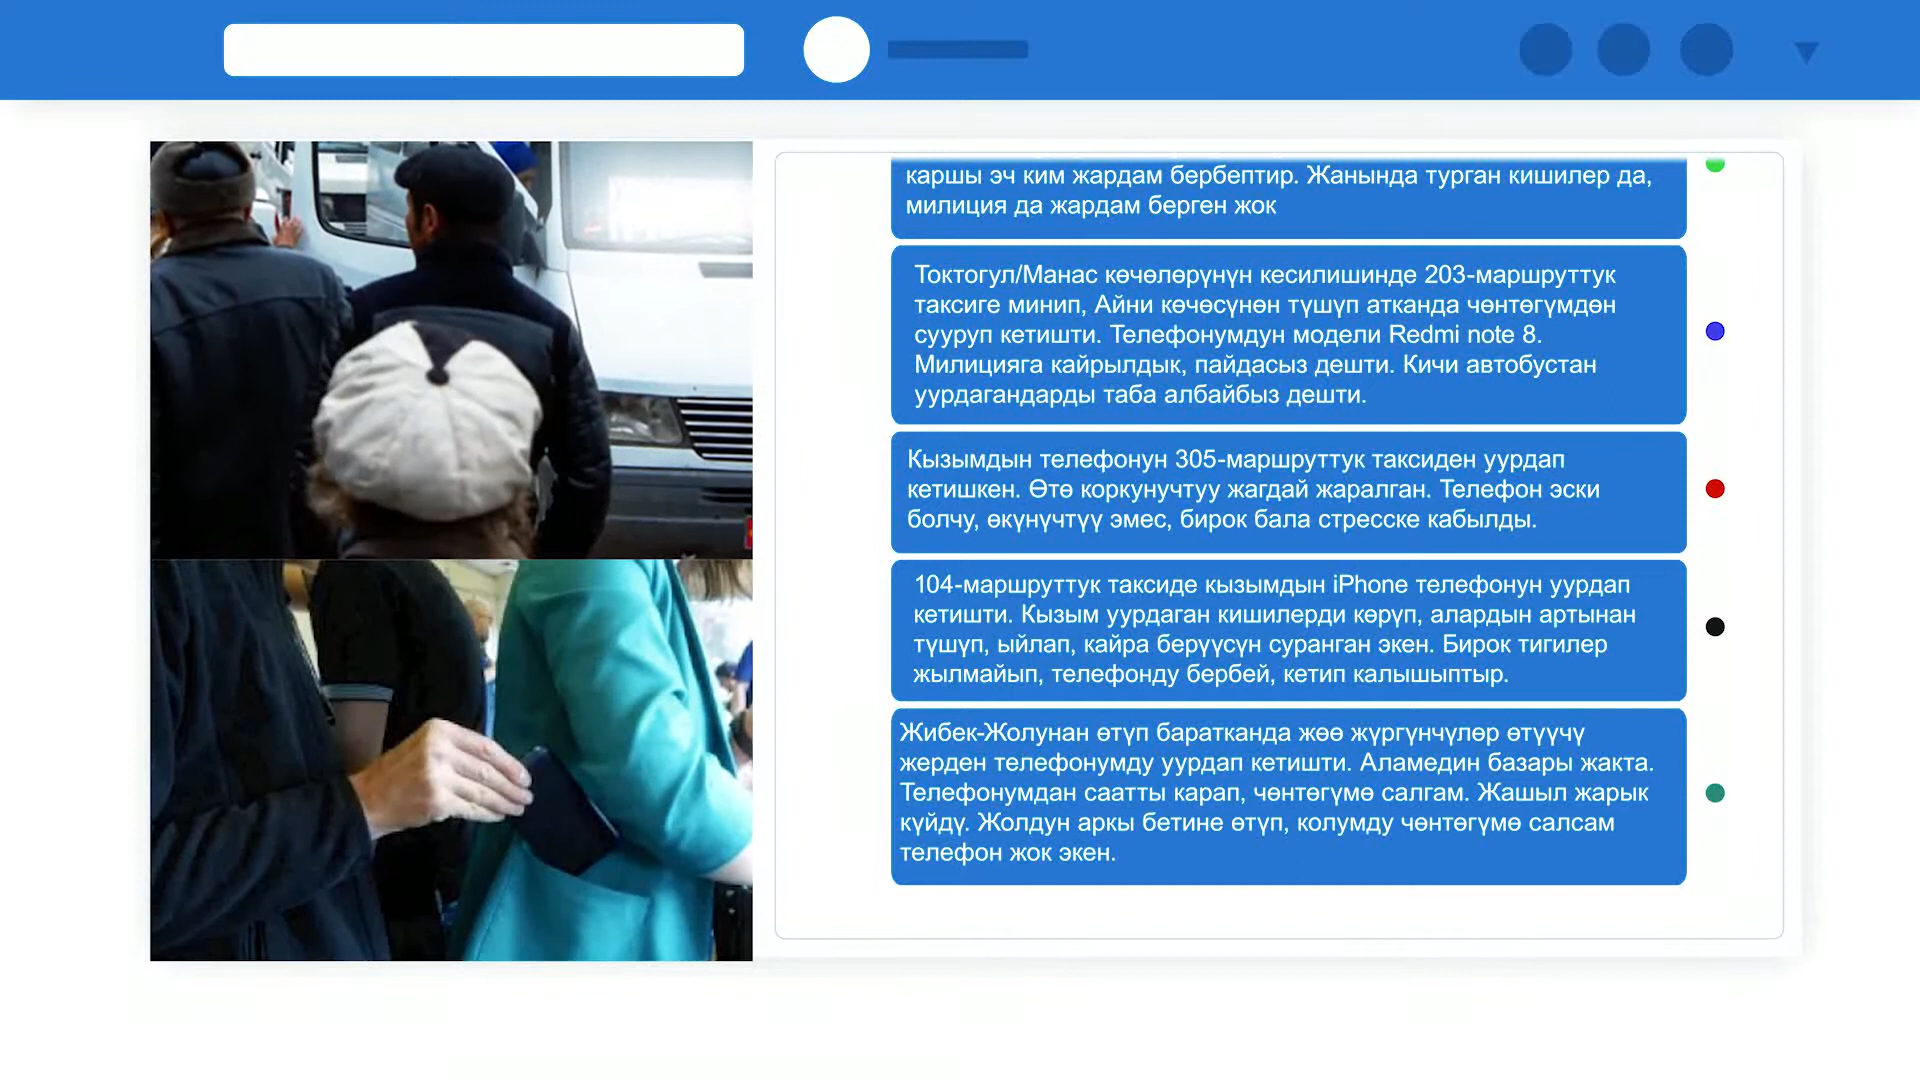 каршы эч ким жардам бербептир. Жанында турган кишилер да,
милиция да жардам берген жок
Токтогул/Манас көчөлөрүнүн кесилишинде 203-маршруттук
таксиге минип, Айни көчөсүнөн түшүп атканда чөнтөгүмдөн
сууруп кетишти. Телефонумдун модели Redmi note 8.
Милицияга кайрылдык, пайдасыз дешти. Кичи автобустан
уурдагандарды таба албайбыз дешти.
Кызымдын телефонун 305-маршруттук таксиден уурдап
кетишкен. Өтө коркунучтуу жагдай жаралган. Телефон эски
болчу, өкүнүчтүү эмес, бирок бала стресске кабылды.
104-маршруттук таксиде кызымдын iPhone телефонун уурдап
кетишти. Кызым уурдаган кишилерди көрүп, алардын артынан
түшүп, ыйлап, кайра берүүсүн суранган экен. Бирок тигилер
жылмайып, телефонду бербей, кетип калышыптыр.
Жибек-Жолунан өтүп баратканда жөө жүргүнчүлөр өтүүчү
жерден телефонумду уурдап кетишти. Аламедин базары жакта.
Телефонумдан саатты карап, чөнтөгүмө салгам. Жашыл жарык
күйдү. Жолдун аркы бетине өтүп, колумду чөнтөгүмө салсам
телефон жок экен.